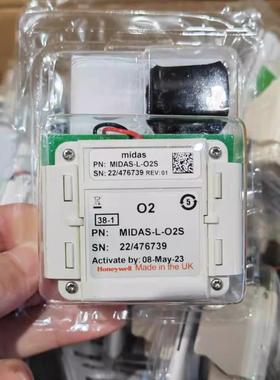 midas
PN: MIDAS-L-O2S
SN: 22/476739 REV: 01
O2
5
38-1
PN: MIDAS-L-O2S
SN: 22/476739
Activate by: 08-May-23
Honeywell Made in the UK